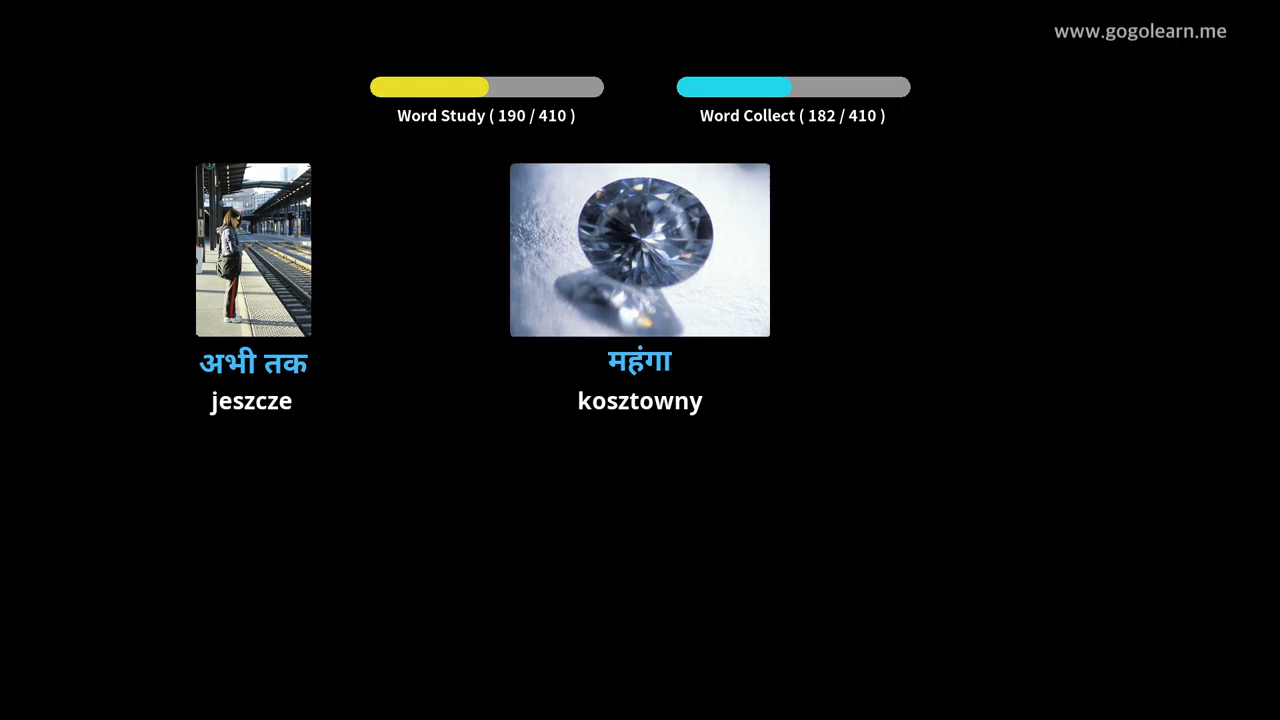 www.gogolearn.me
Word Study ( 190 / 410 )
Word Collect ( 182 / 410 )
अभी तक
jeszcze
महंगा
kosztowny